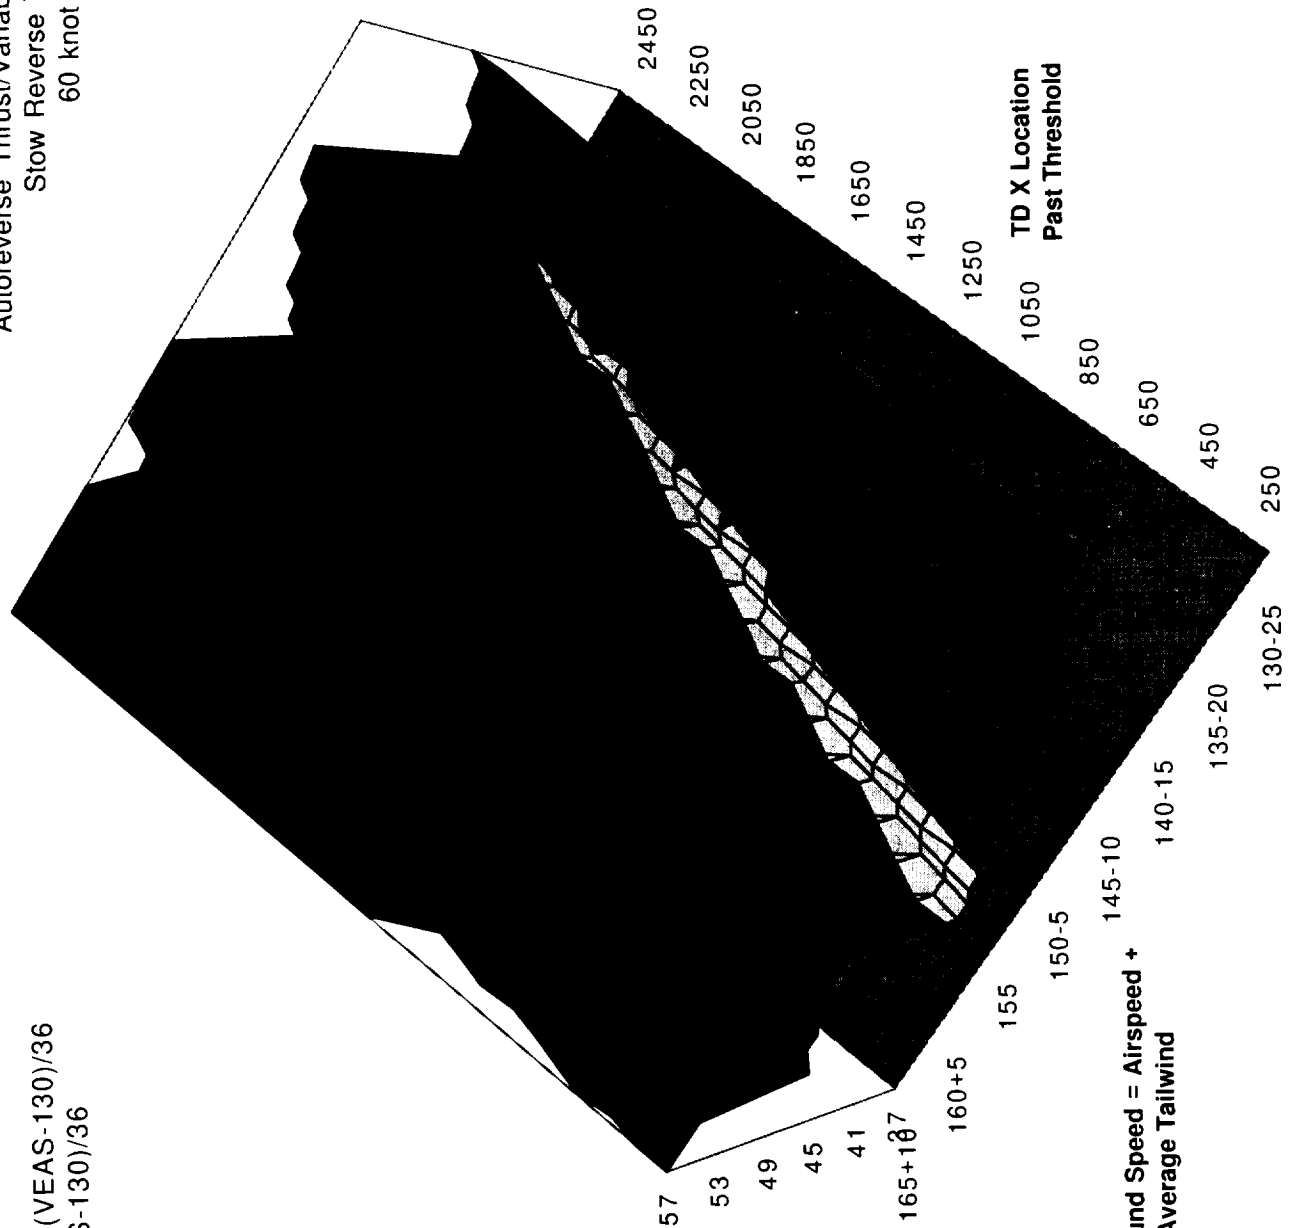 Autoreverse Thrust/Variab
Stow Reverse
60 knot
(VEAS-130)/36
S-130)/36
57
53
49
45
41
37
165+10
160+5
155
150-5
145-10
140-15
135-20
130-25
und Speed = Airspeed +
Average Tailwind
2450
2250
2050
1850
1650
1450
1250
1050
850
650
450
250
TD X Location
Past Threshold